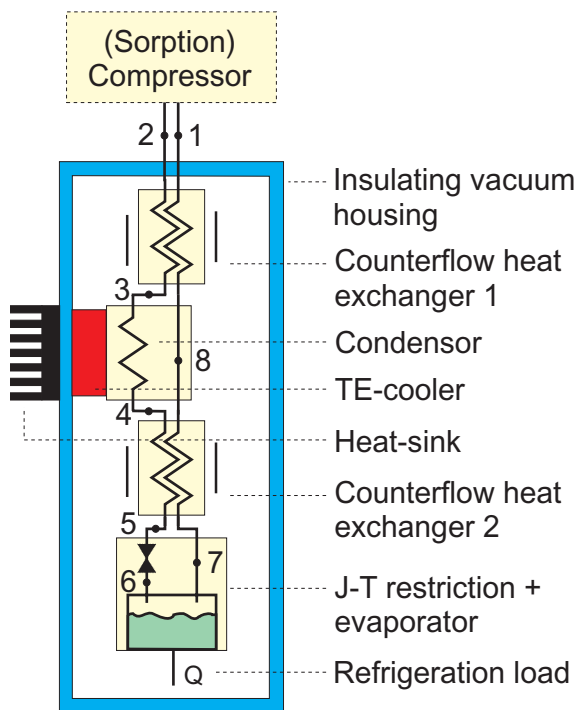 (Sorption)
Compressor
2 1
Insulating vacuum
housing
Counterflow heat
exchanger 1
3
Condensor
8
TE-cooler
4
Heat-sink
Counterflow heat
exchanger 2
5
7
6
J-T restriction +
evaporator
Q
Refrigeration load